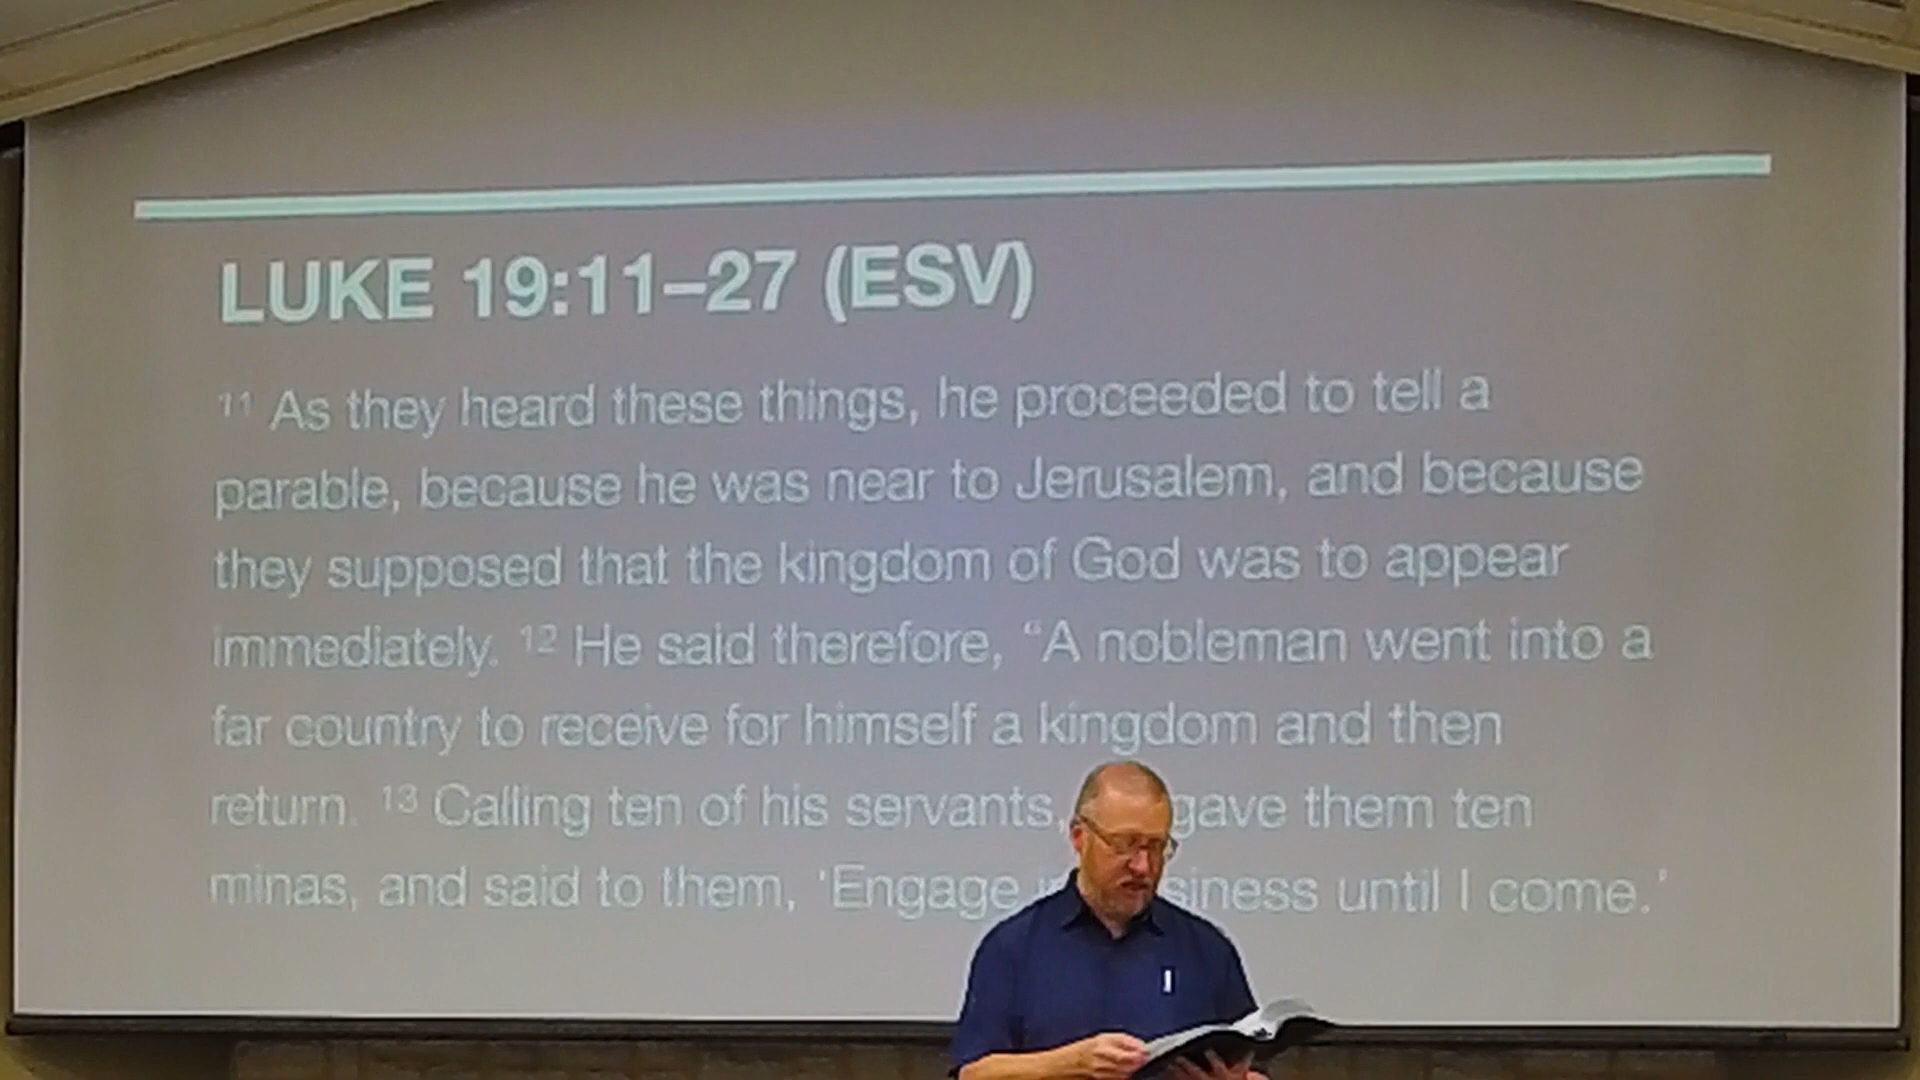 LUKE 19:11–27 (ESV)
11 As they heard these things, he proceeded to tell a
parable, because he was near to Jerusalem, and because
they supposed that the kingdom of God was to appear
immediately. 12 He said therefore, “A nobleman went into a
far country to receive for himself a kingdom and then
return. 13 Calling ten of his servants, gave them ten
minas, and said to them, ‘Engage until I come.’